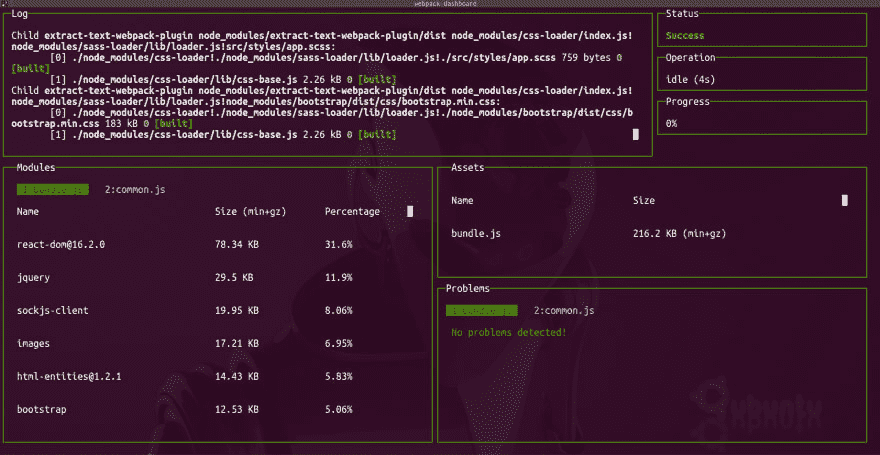 webpack dashboard
Log
Child extract-text-webpack-plugin node_modules/extract-text-webpack-plugin/dist node_modules/css-loader/index.js!
node_modules/sass-loader/lib/loader.js!src/styles/app.scss:
[0] ./node_modules/css-loader!./node_modules/sass-loader/lib/loader.js!./src/styles/app.scss 759 bytes 0
[built]
[1] ./node_modules/css-loader/lib/css-base.js 2.26 kB 0 [built]
Child extract-text-webpack-plugin node_modules/extract-text-webpack-plugin/dist node_modules/css-loader/index.js!
node_modules/sass-loader/lib/loader.js!node_modules/bootstrap/dist/css/bootstrap.min.css:
[0] ./node_modules/css-loader!./node_modules/sass-loader/lib/loader.js!./node_modules/bootstrap/dist/css/b
ootstrap.min.css 183 kB 0 [built]
[1] ./node_modules/css-loader/lib/css-base.js 2.26 kB 0 [built]
Status
Success
Operation
idle (4s)
Progress
0%
Modules
1:bundle.js 2:common.js
Name Size (min+gz) Percentage
react-dom@16.2.0 78.34 KB 31.6%
jquery 29.5 KB 11.9%
sockjs-client 19.95 KB 8.06%
images 17.21 KB 6.95%
html-entities@1.2.1 14.43 KB 5.83%
bootstrap 12.53 KB 5.06%
Assets
Name Size
bundle.js 216.2 KB (min+gz)
Problems
1:bundle.js 2:common.js
No problems detected!